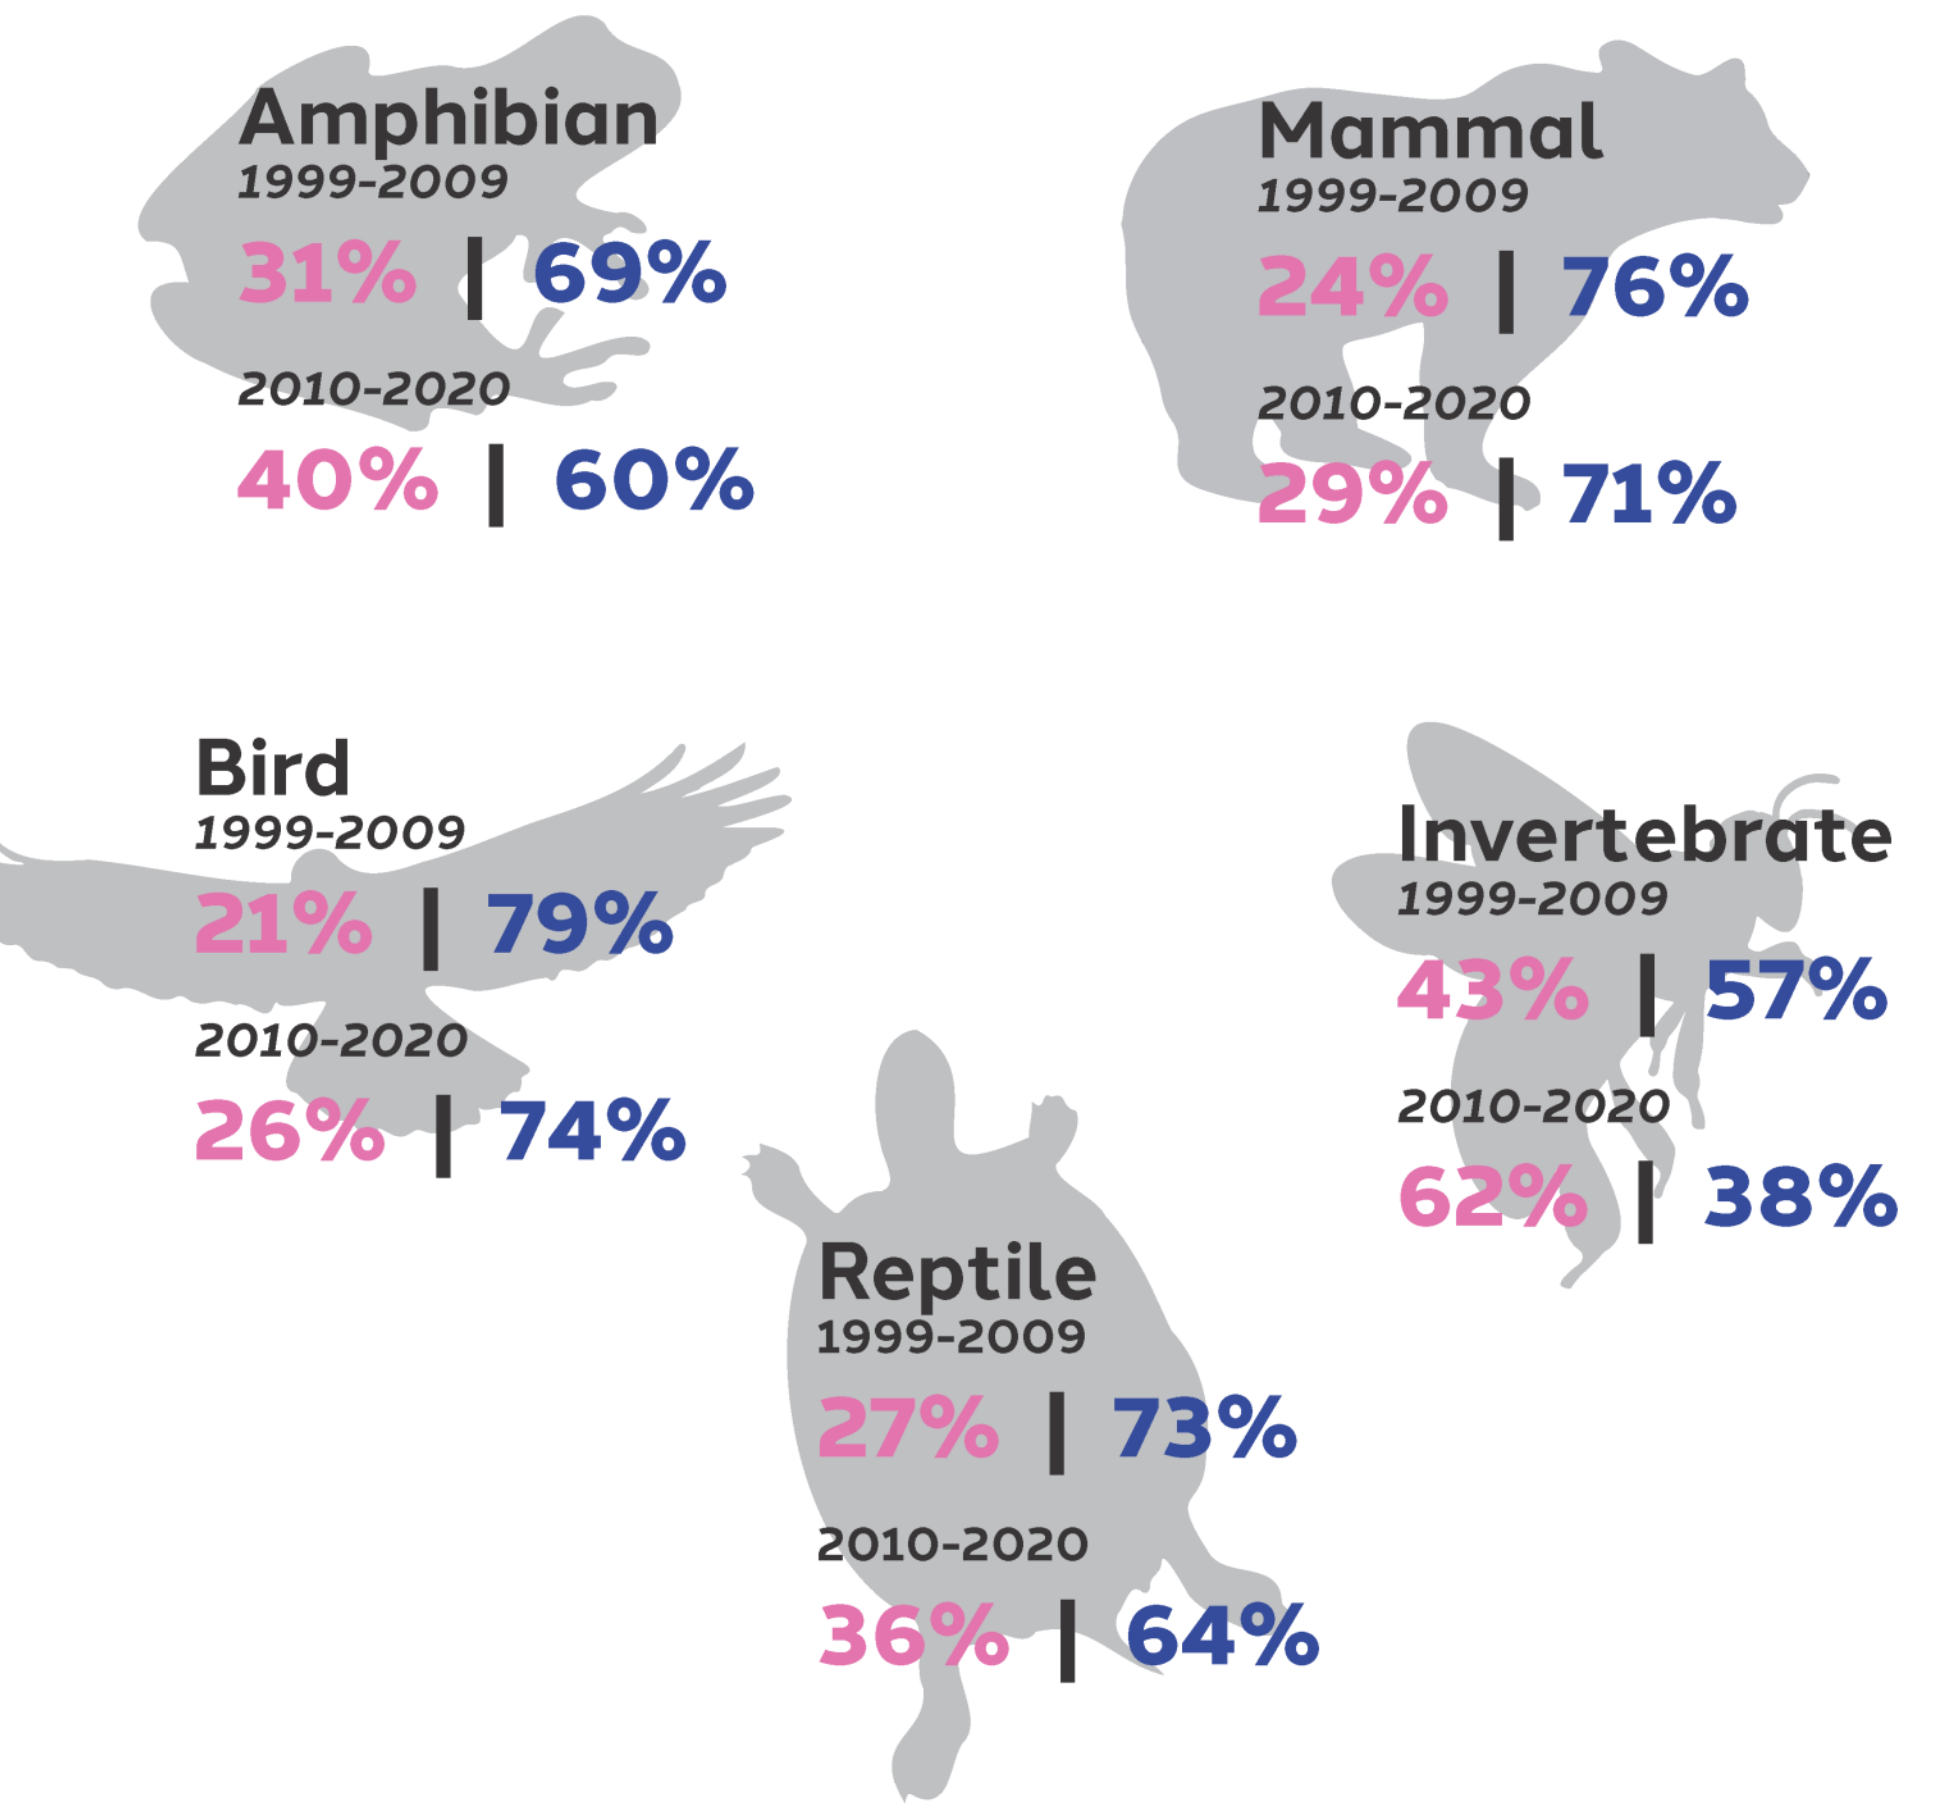 Amphibian
1999-2009
31% | 69%
2010-2020
40% | 60%
Mammal
1999-2009
24% | 76%
2010-2020
29% | 71%
Bird
1999-2009
21% | 79%
2010-2020
26% | 74%
Invertebrate
1999-2009
43% | 57%
2010-2020
62% | 38%
Reptile
1999-2009
27% | 73%
2010-2020
36% | 64%